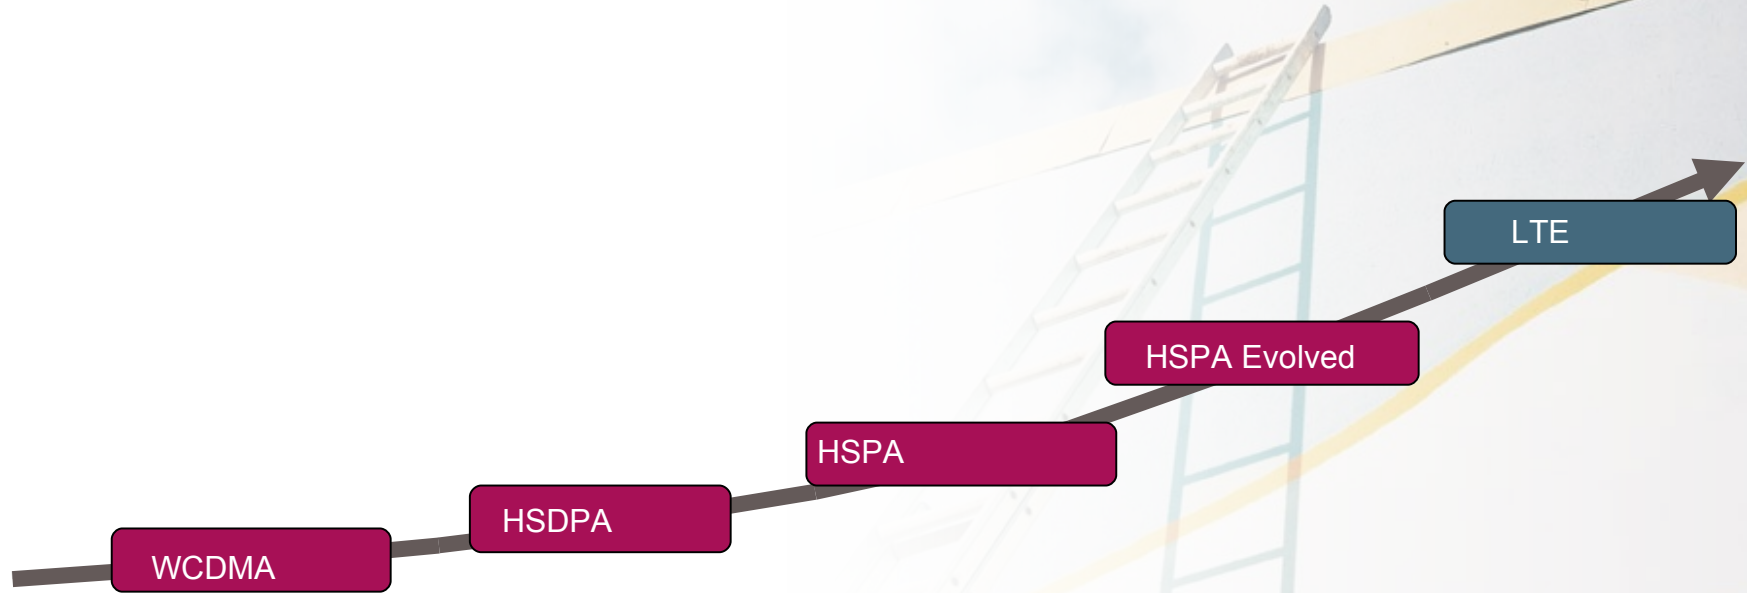 LTE
HSPA Evolved
HSPA
HSDPA
WCDMA